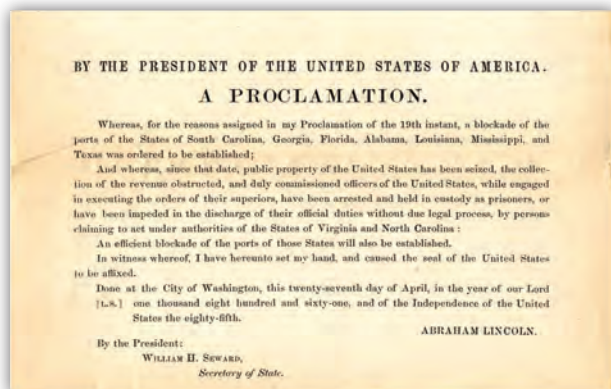 BY THE PRESIDENT OF THE UNITED STATES OF AMERICA.
A PROCLAMATION.
Whereas, for the reasons assigned in my Proclamation of the 19th instant, a blockade of the
ports of the States of South Carolina, Georgia, Florida, Alabama, Louisiana, Mississippi, and
Texas was ordered to be established;
And whereas, since that date, public property of the United States has been seized, the collec-
tion of the revenue obstructed, and duly commissioned officers of the United States, while engaged
in executing the orders of their superiors, have been arrested and held in custody as prisoners, or
have been impeded in the discharge of their official duties without due legal process, by persons
claiming to act under authorities of the States of Virginia and North Carolina:
An efficient blockade of the ports of those States will also be established.
In witness whereof, I have hereunto set my hand, and caused the seal of the United States
to be affixed.
Done at the City of Washington, this twenty-seventh day of April, in the year of our Lord
[L.S.] one thousand eight hundred and sixty-one, and of the Independence of the United
States the eighty-fifth.
ABRAHAM LINCOLN.
By the President:
WILLIAM H. SEWARD,
Secretary of State.